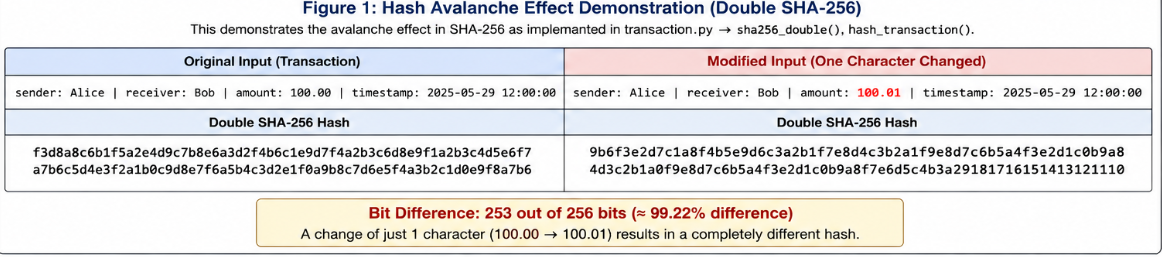 Figure 1: Hash Avalanche Effect Demonstration (Double SHA-256)
This demonstrates the avalanche effect in SHA-256 as implemanted in transaction.py → sha256_double(), hash_transaction().
Original Input (Transaction)
Modified Input (One Character Changed)
sender: Alice | receiver: Bob | amount: 100.00 | timestamp: 2025-05-29 12:00:00
sender: Alice | receiver: Bob | amount: 100.01 | timestamp: 2025-05-29 12:00:00
Double SHA-256 Hash
Double SHA-256 Hash
f3d8a8c6b1f5a2e4d9c7b8e6a3d2f4b6c1e9d7f4a2b3c6d8e9f1a2b3c4d5e6f7
a7b6c5d4e3f2a1b0c9d8e7f6a5b4c3d2e1f0a9b8c7d6e5f4a3b2c1d0e9f8a7b6
9b6f3e2d7c1a8f4b5e9d6c3a2b1f7e8d4c3b2a1f9e8d7c6b5a4f3e2d1c0b9a8
4d3c2b1a0f9e8d7c6b5a4f3e2d1c0b9a8f7e6d5c4b3a29181716151413121110
Bit Difference: 253 out of 256 bits (≈ 99.22% difference)
A change of just 1 character (100.00 → 100.01) results in a completely different hash.